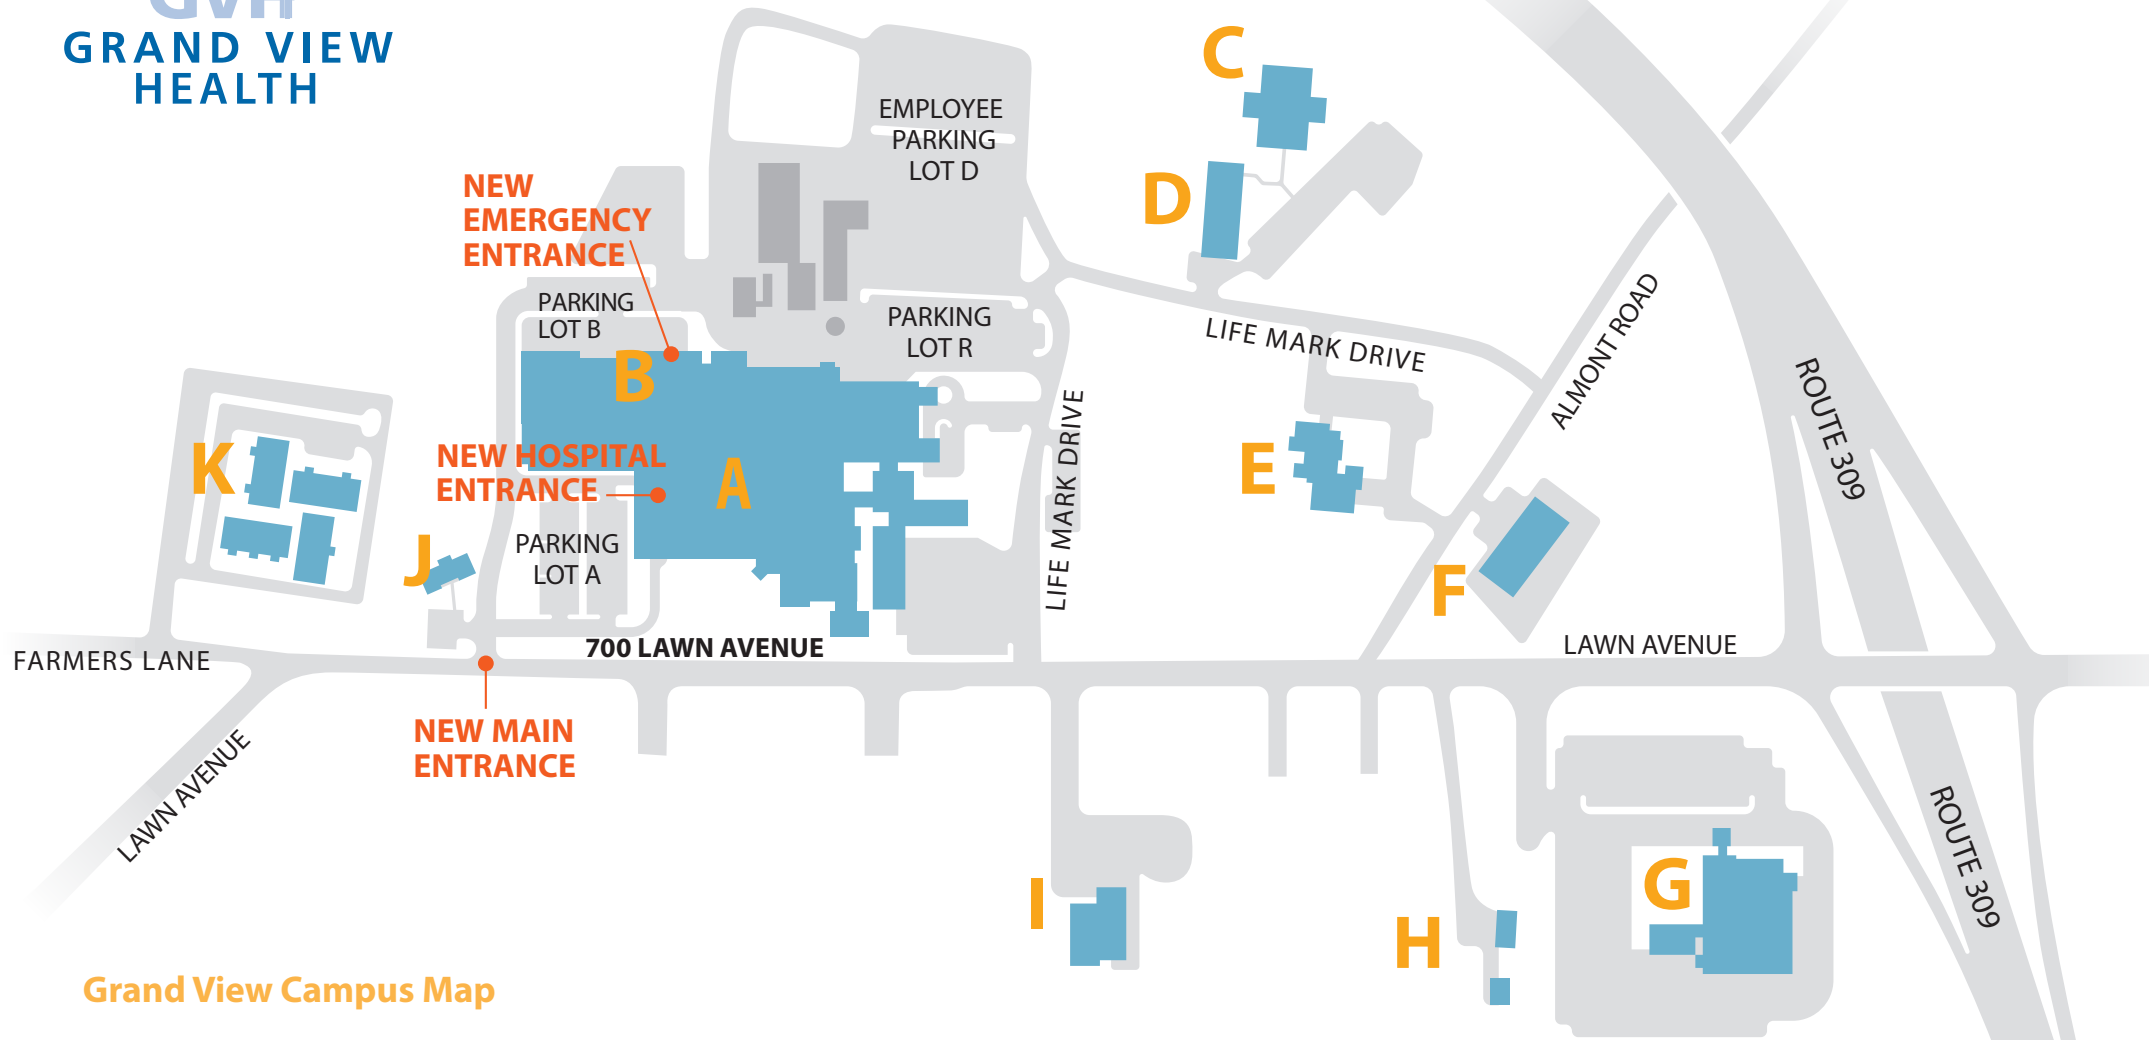 GVH
GRAND VIEW
HEALTH
C
EMPLOYEE
PARKING
LOT D
NEW
EMERGENCY
ENTRANCE
D
PARKING
LOT B
PARKING
LOT R
LIFE MARK DRIVE
ALMONT ROAD
ROUTE 309
B
K
NEW HOSPITAL
ENTRANCE
A
LIFE MARK DRIVE
E
J
PARKING
LOT A
F
FARMERS LANE
700 LAWN AVENUE
LAWN AVENUE
NEW MAIN
ENTRANCE
LAWN AVENUE
ROUTE 309
I
G
H
Grand View Campus Map